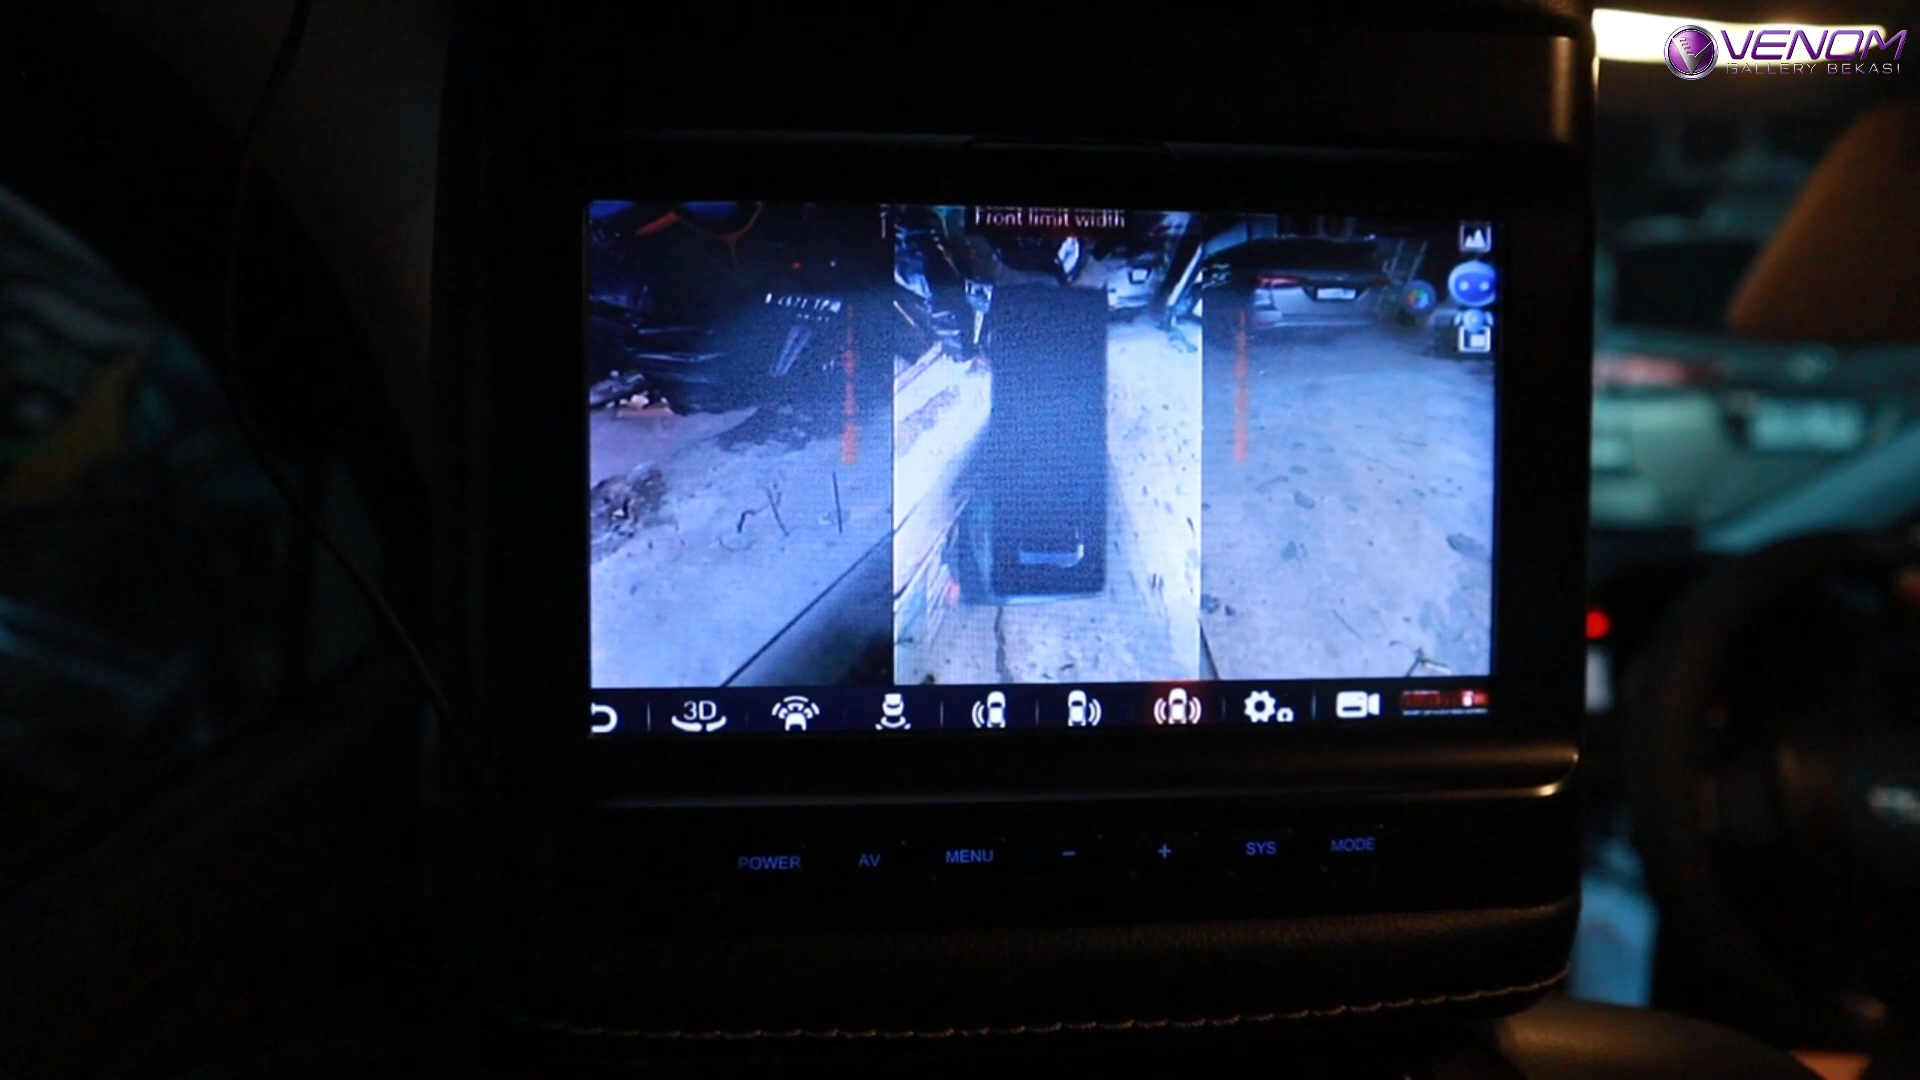 VENOM
GALLERY BEKASI
Front limit width
3D
POWER AV MENU - + SYS MODE